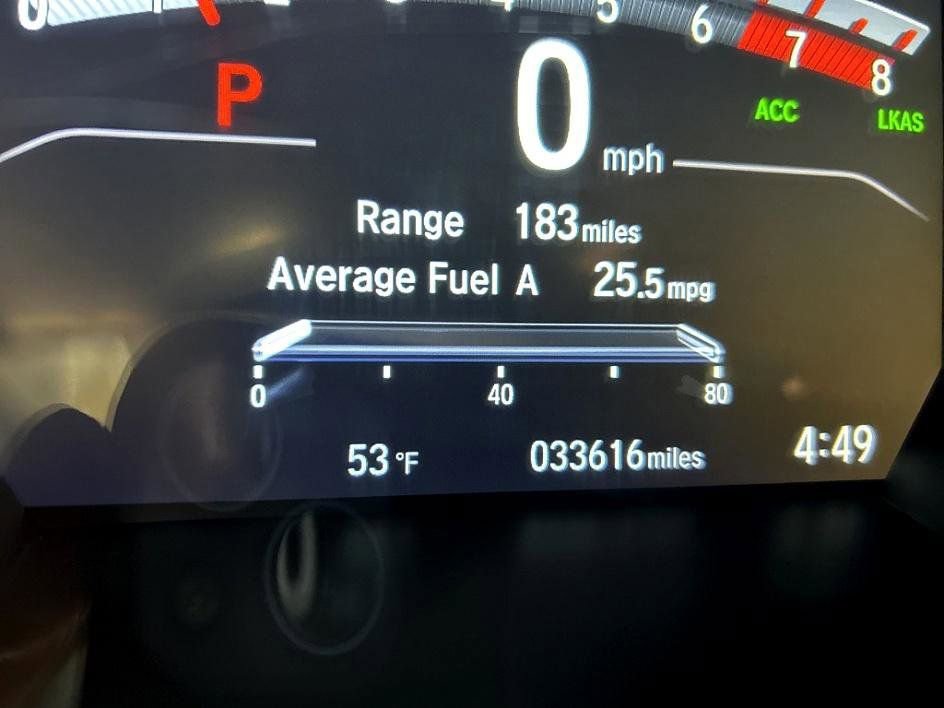 0 5 6 7 8
P 0 mph ACC LKAS
Range 183 miles
Average Fuel A 25.5 mpg
0 40 80
53 °F 033616 miles 4:49